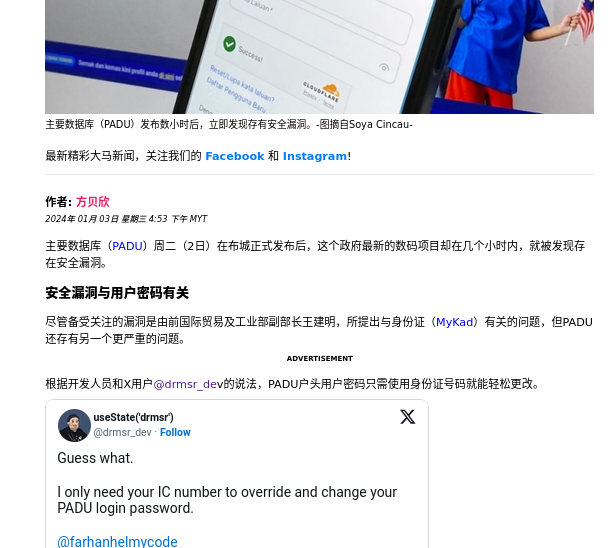 ta Laluan*
Success!
CLOUDFLARE
Reset/Lupa kata laluan?
Daftar Pengguna Baru
Semak dan kemas kini profil anda di sini
主要数据库（PADU）发布数小时后，立即发现存有安全漏洞。-图摘自Soya Cincau-
最新精彩大马新闻，关注我们的 Facebook 和 Instagram!
作者: 方贝欣
2024年 01月 03日 星期三 4:53 下午 MYT
主要数据库（PADU）周二（2日）在布城正式发布后，这个政府最新的数码项目却在几个小时内，就被发现存
在安全漏洞。
安全漏洞与用户密码有关
尽管备受关注的漏洞是由前国际贸易及工业部副部长王建明，所提出与身份证（MyKad）有关的问题，但PADU
还存有另一个更严重的问题。
ADVERTISEMENT
根据开发人员和X用户@drmsr_dev的说法，PADU户头用户密码只需使用身份证号码就能轻松更改。
useState('drmsr')
@drmsr_dev · Follow
Guess what.
I only need your IC number to override and change your
PADU login password.
@farhanhelmycode